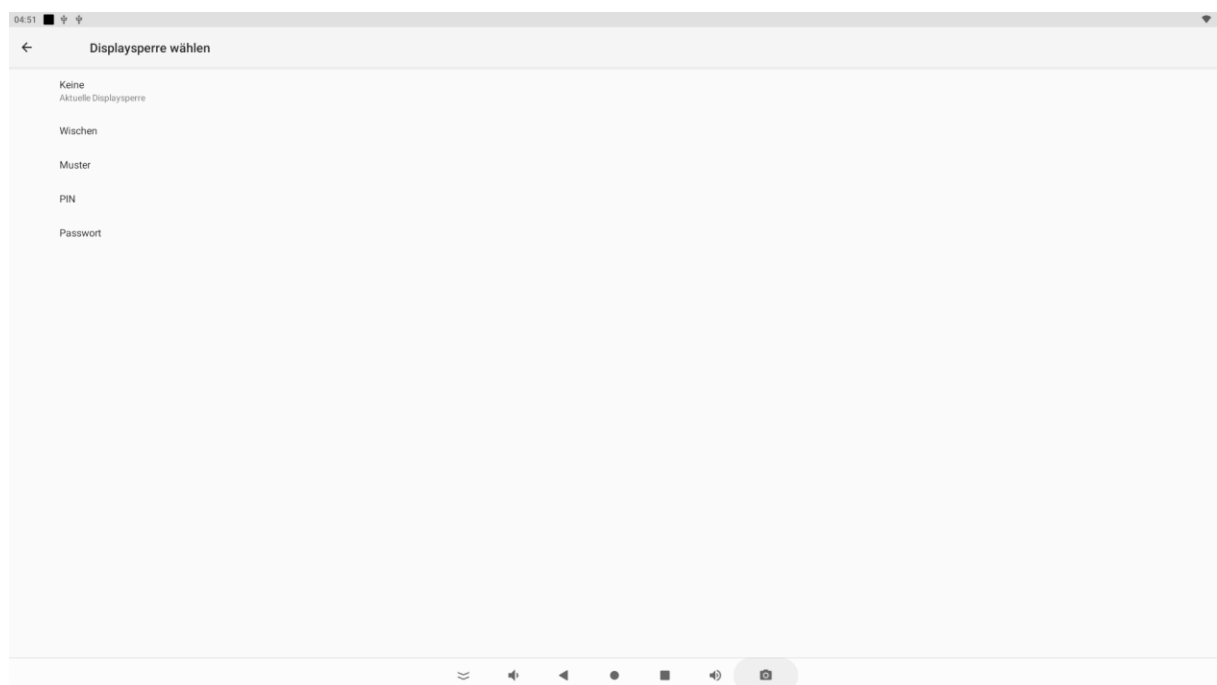 04:51
Displaysperre wählen
Keine
Aktuelle Displaysperre
Wischen
Muster
PIN
Passwort